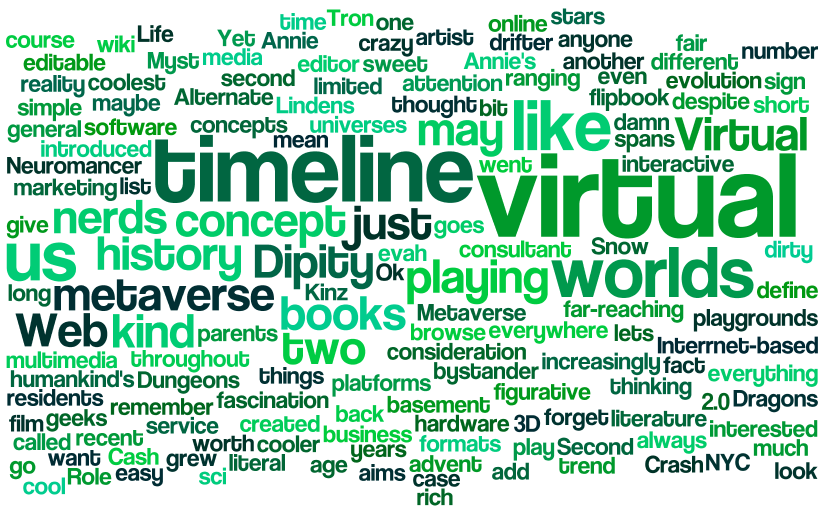 time Tron one online stars
course wiki Life Yet Annie crazy artist drifter anyone fair
editable Myst media editor sweet Annie's another different number
reality coolest second limited attention ranging even evolution sign
simple maybe Alternate Lindens thought bit flipbook despite short
general software concepts universes may like damn spans Virtual
introduced mean
Neuromancer timeline went virtual interactive
marketing list
give nerds concept just goes
us history Dipity evah Ok consultant Snow dirty
long metaverse Kinz playing worlds define
Web kind parents books Metaverse far-reaching playgrounds
two browse everywhere lets Interrnet-based
multimedia throughout consideration bystander increasingly fact everything
humankind's Dungeons things platforms figurative thinking
residents remember fascination basement 2.0 Dragons
film geeks service created back hardware 3D forget literature interested
called recent worth cooler business formats play Second always much
go want Cash grew literal years advent add trend Crash NYC look
cool Role easy sci age aims case
rich